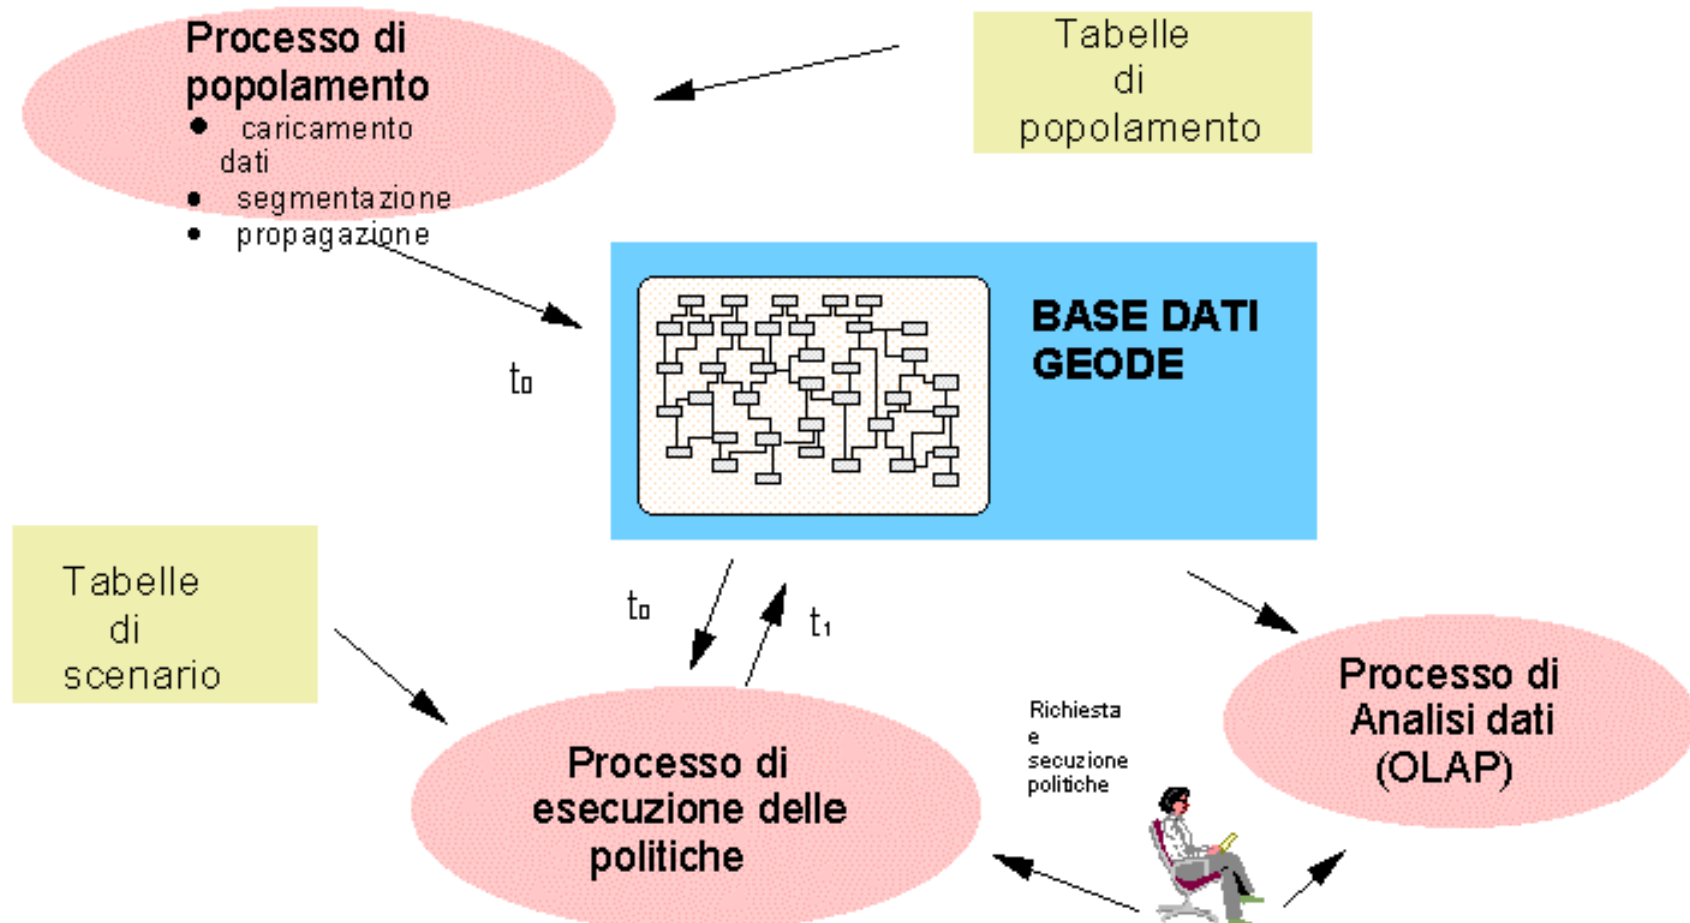 Processo di
popolamento
• caricamento
dati
• segmentazione
• propagazione
Tabelle
di
popolamento
BASE DATI
GEODE
t0
Tabelle
di
scenario
t0
t1
Processo di
esecuzione delle
politiche
Richiesta
e
secuzione
politiche
Processo di
Analisi dati
(OLAP)